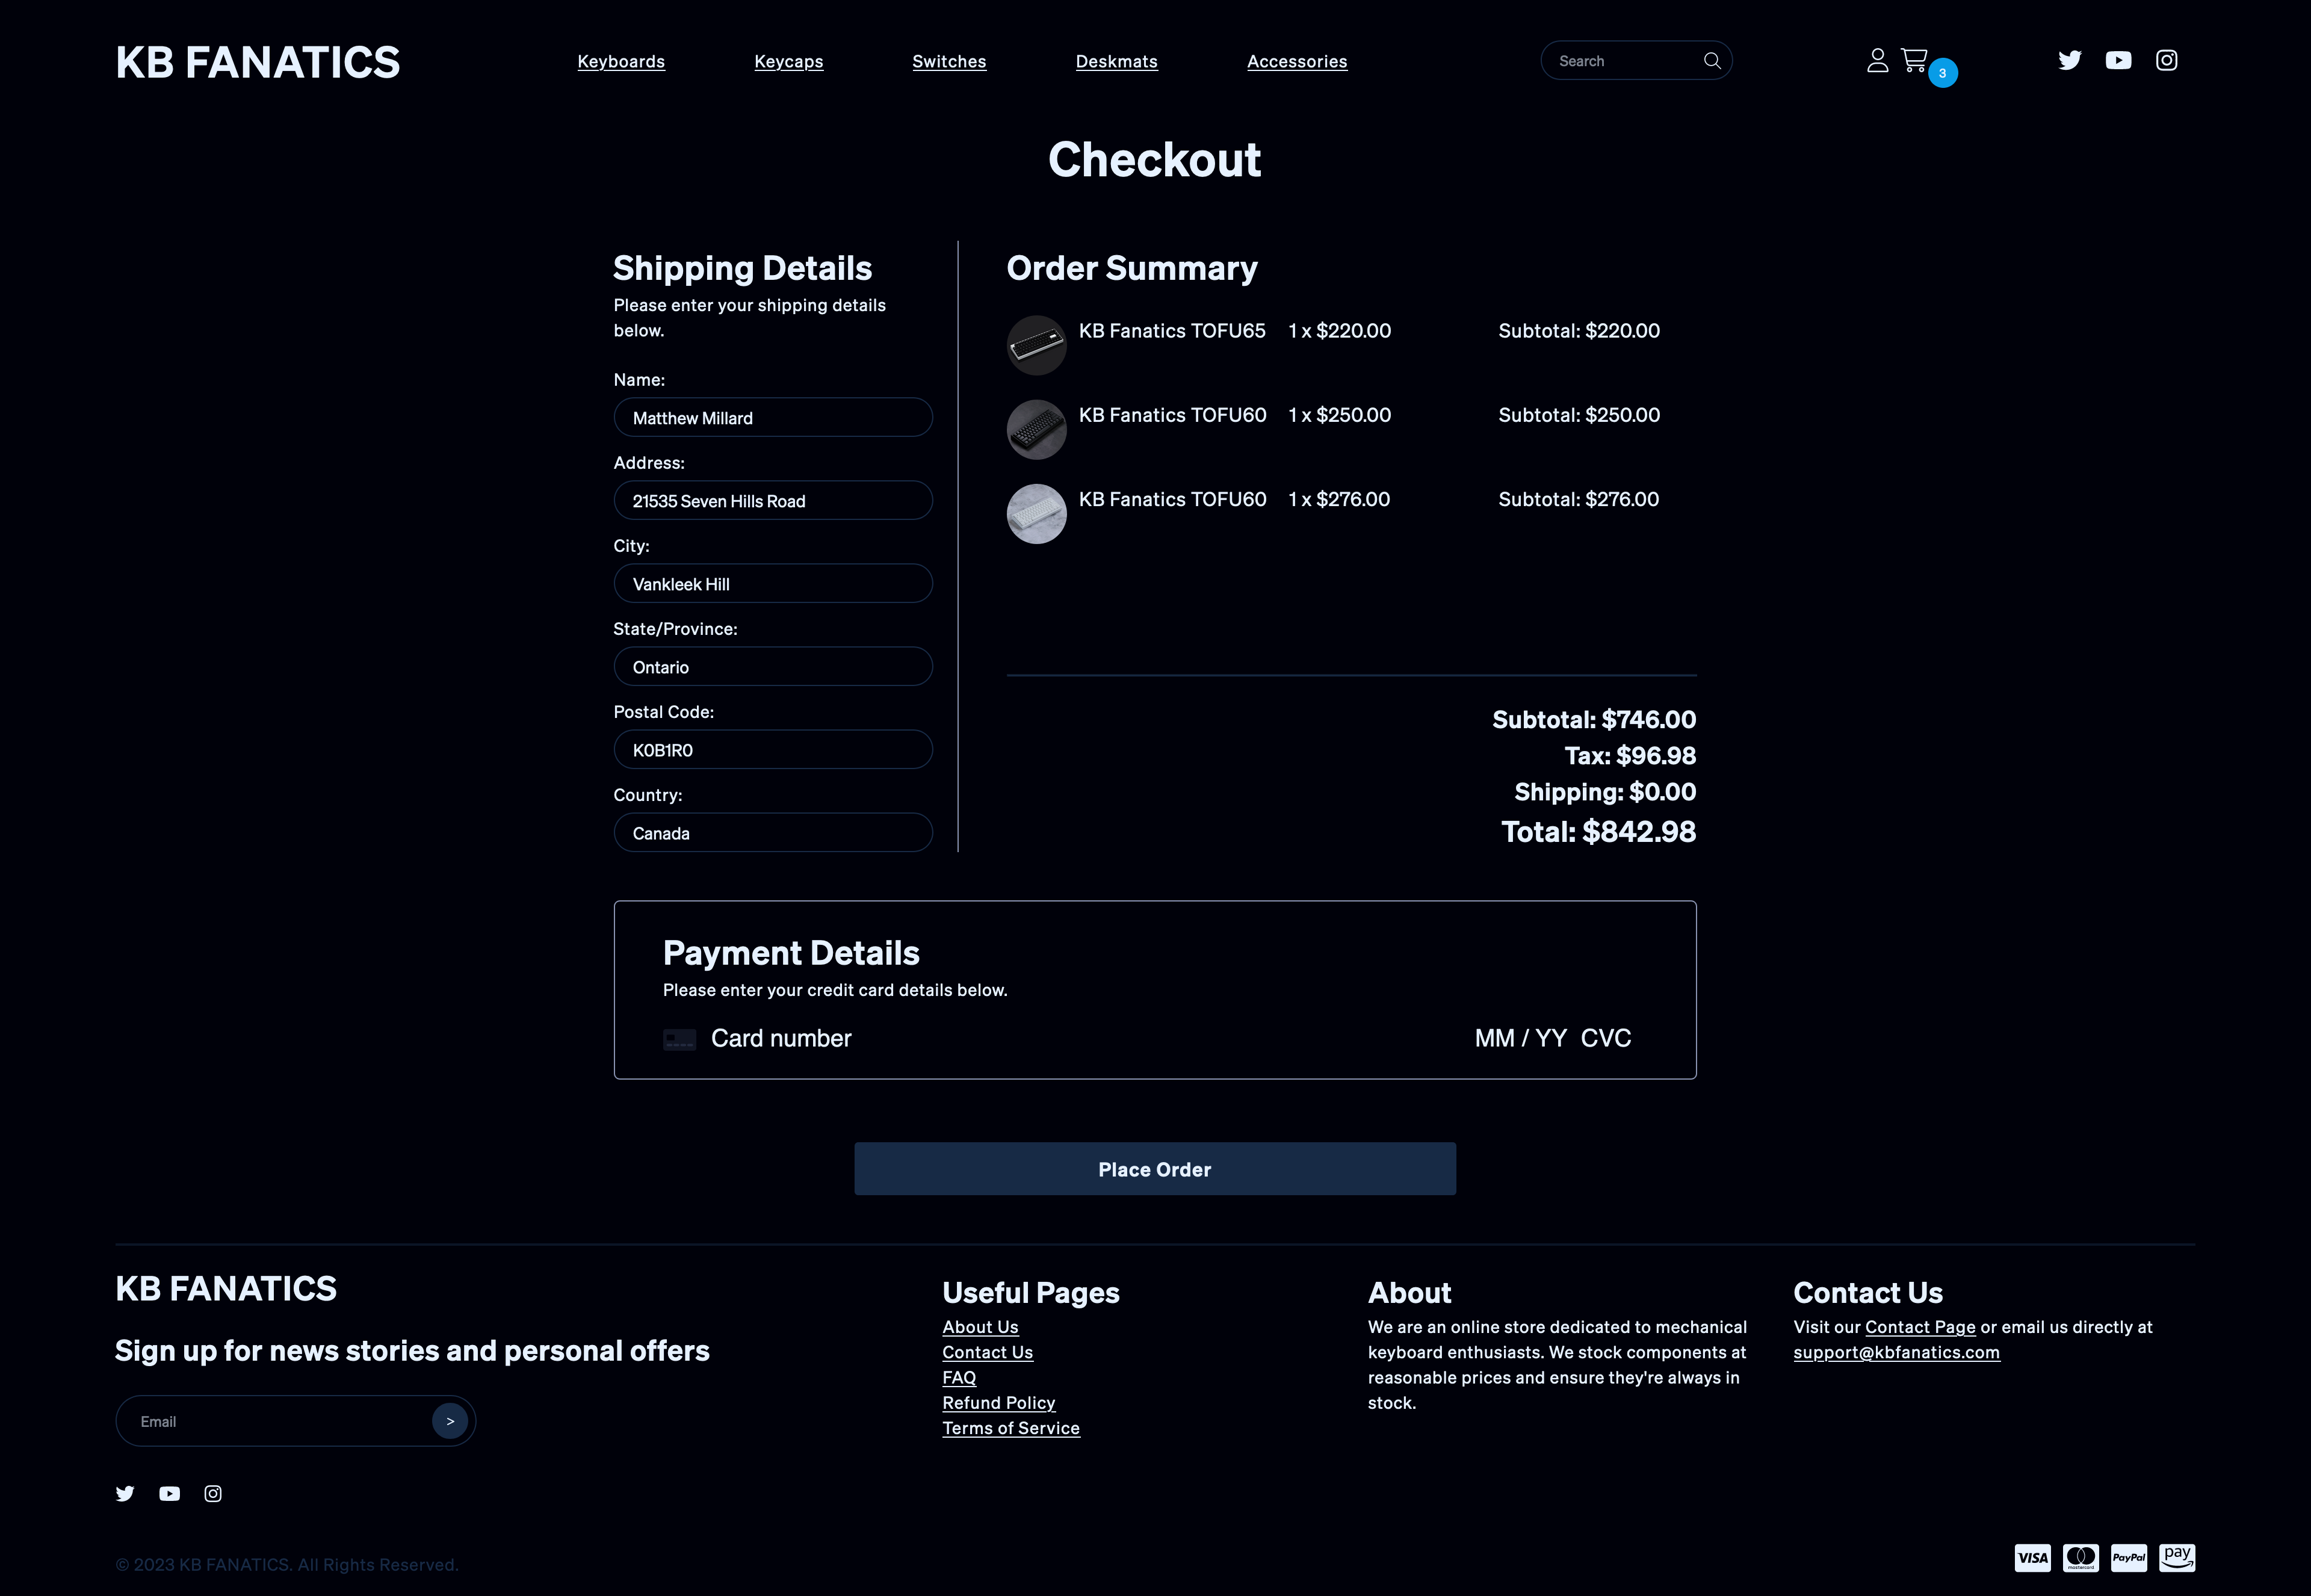 KB FANATICS
Keyboards
Keycaps
Switches
Deskmats
Accessories
Search
3
Checkout
Shipping Details
Please enter your shipping details
below.
Name:
Matthew Millard
Address:
21535 Seven Hills Road
City:
Vankleek Hill
State/Province:
Ontario
Postal Code:
K0B1R0
Country:
Canada
Order Summary
KB Fanatics TOFU65 1 x $220.00 Subtotal: $220.00
KB Fanatics TOFU60 1 x $250.00 Subtotal: $250.00
KB Fanatics TOFU60 1 x $276.00 Subtotal: $276.00
Subtotal: $746.00
Tax: $96.98
Shipping: $0.00
Total: $842.98
Payment Details
Please enter your credit card details below.
Card number MM / YY CVC
Place Order
KB FANATICS
Sign up for news stories and personal offers
Email >
Useful Pages
About Us
Contact Us
FAQ
Refund Policy
Terms of Service
About
We are an online store dedicated to mechanical
keyboard enthusiasts. We stock components at
reasonable prices and ensure they're always in
stock.
Contact Us
Visit our Contact Page or email us directly at
support@kbfanatics.com
© 2023 KB FANATICS. All Rights Reserved.
VISA
mastercard
PayPal
pay